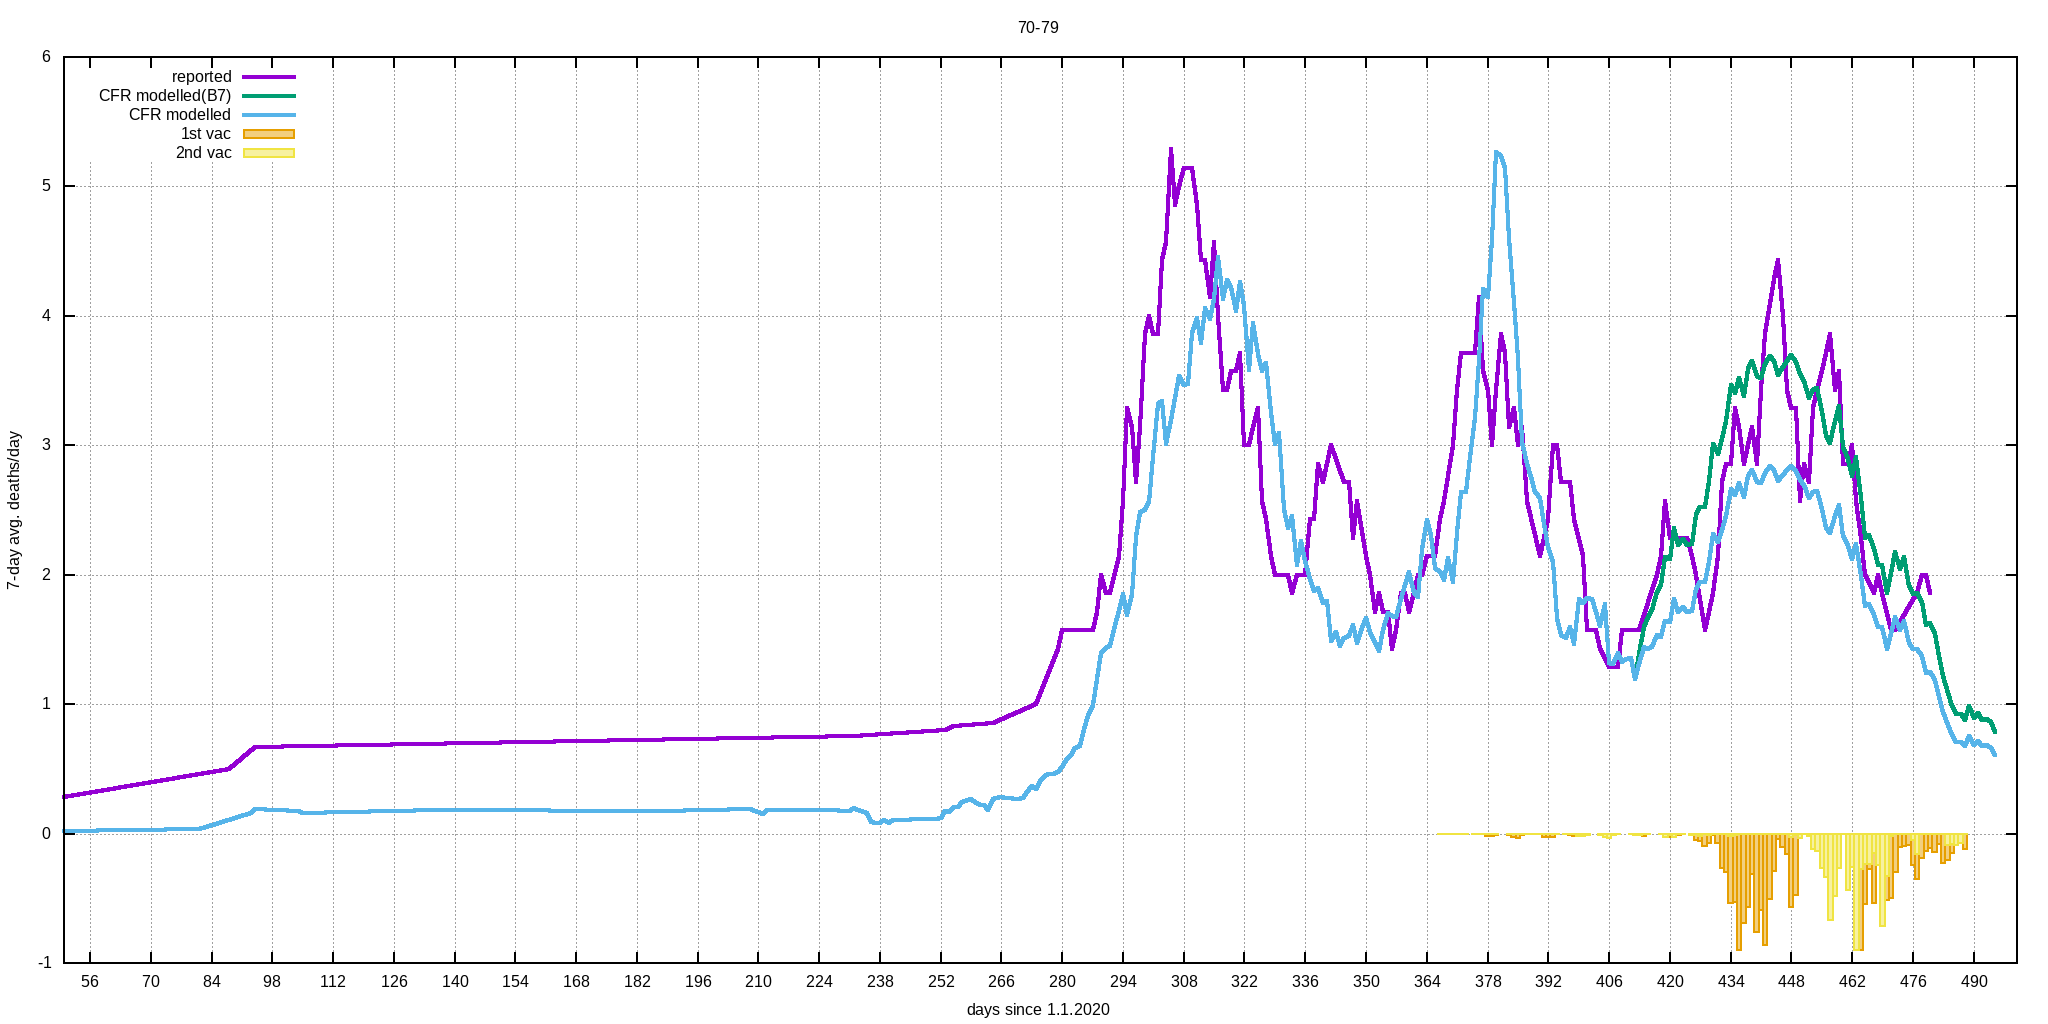 70-79
reported
CFR modelled(B7)
CFR modelled
1st vac
2nd vac
7-day avg. deaths/day
6
5
4
3
2
1
0
-1
56 70 84 98 112 126 140 154 168 182 196 210 224 238 252 266 280 294 308 322 336 350 364 378 392 406 420 434 448 462 476 490
days since 1.1.2020